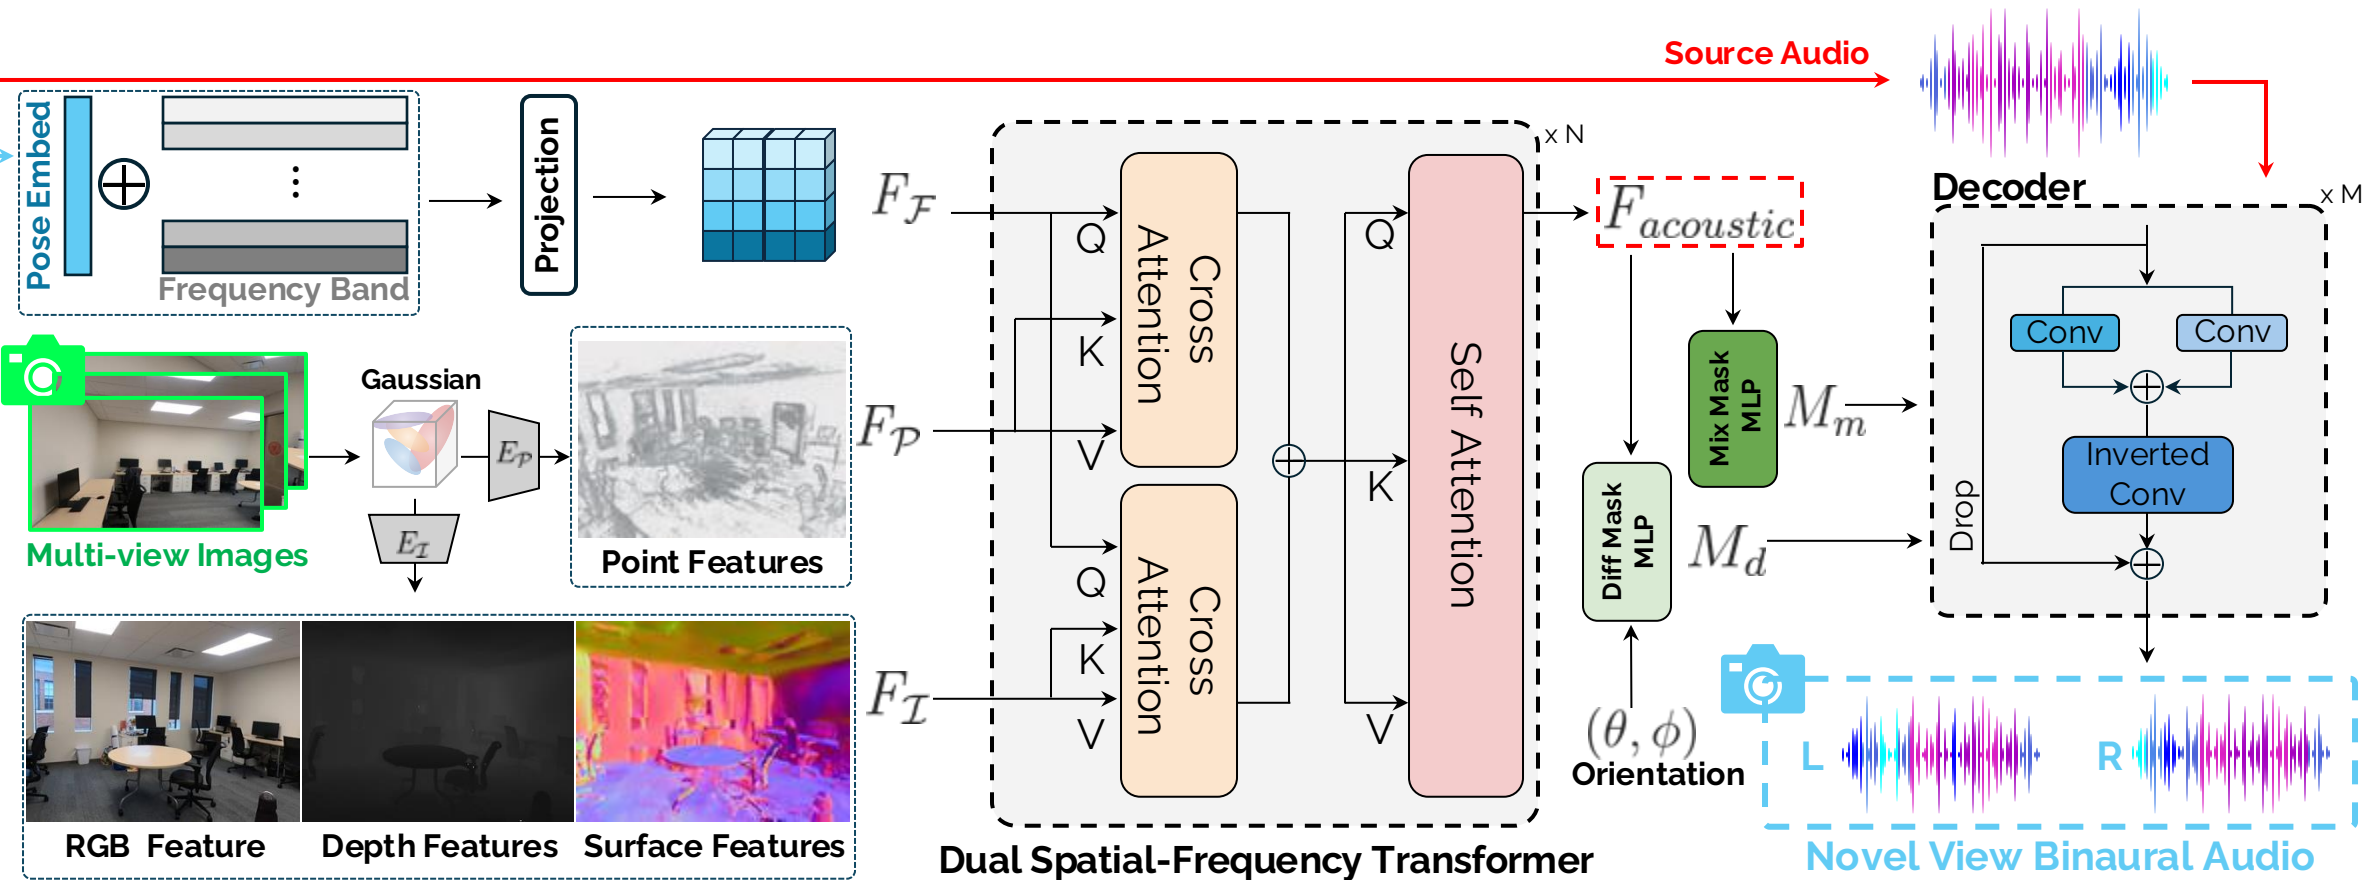 Source Audio
Pose Embed
Frequency Band
Projection
F_𝓕
x N
Q
K
V
Cross
Attention
Q
K
V
Self Attention
F_acoustic
Decoder
x M
Conv
Conv
Inverted
Conv
Drop
Multi-view Images
Gaussian
E_𝓟
E_𝓘
Point Features
F_𝓟
Mix Mask
MLP
M_m
Diff Mask
MLP
M_d
RGB Feature
Depth Features
Surface Features
F_𝓘
Q
K
V
Cross
Attention
(θ, ϕ)
Orientation
L
R
Dual Spatial-Frequency Transformer
Novel View Binaural Audio